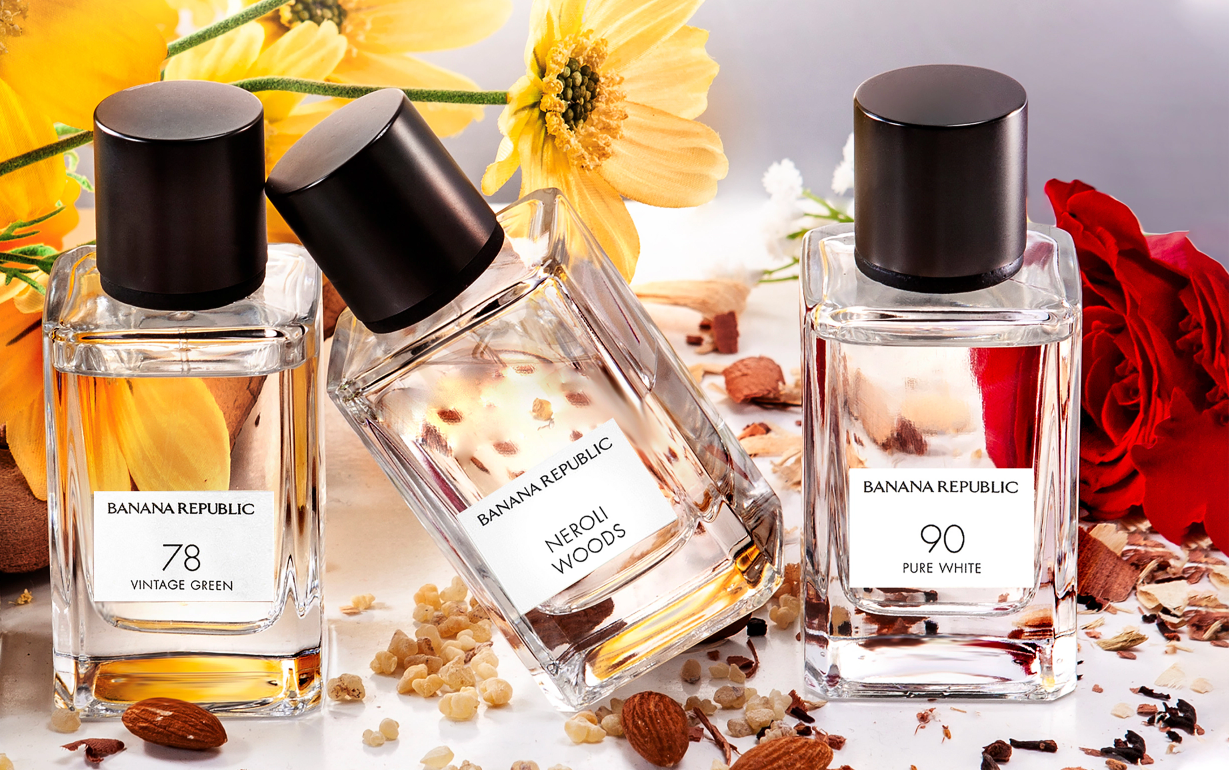 BANANA REPUBLIC
78
VINTAGE GREEN
BANANA REPUBLIC
NEROLI
WOODS
BANANA REPUBLIC
90
PURE WHITE